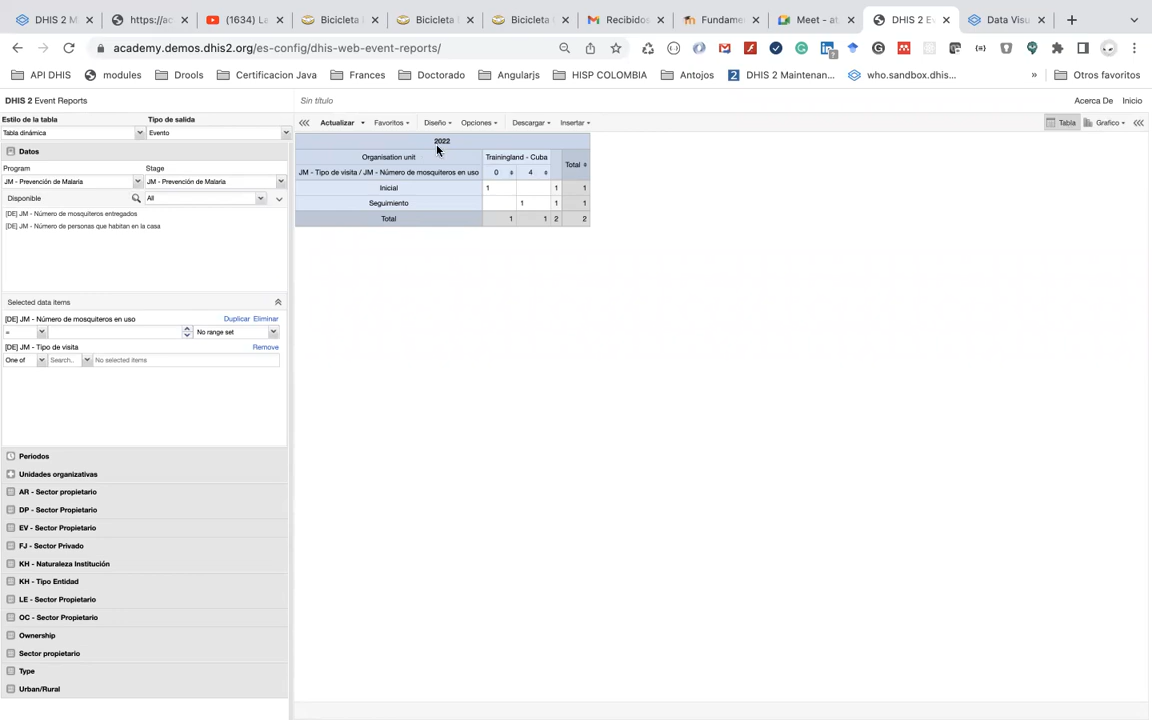 DHIS 2 M
https://ac
(1634) La
Bicicleta
Bicicleta
Bicicleta
Recibidos
Fundame
Meet - at
DHIS 2 Ev
Data Visu
academy.demos.dhis2.org/es-config/dhis-web-event-reports/
API DHIS
modules
Drools
Certificacion Java
Frances
Doctorado
Angularjs
HISP COLOMBIA
Antojos
DHIS 2 Maintenan...
who.sandbox.dhis...
»
Otros favoritos
DHIS 2 Event Reports
Sin título
Acerca De
Inicio
Estilo de la tabla
Tipo de salida
Tabla dinámica
Evento
Actualizar
Favoritos
Diseño
Opciones
Descargar
Insertar
Tabla
Grafico
Datos
Program
Stage
JM - Prevención de Malaria
JM - Prevención de Malaria
Disponible
All
[DE] JM - Número de mosquiteros entregados
[DE] JM - Número de personas que habitan en la casa
Selected data items
[DE] JM - Número de mosquiteros en uso
Duplicar Eliminar
=
No range set
[DE] JM - Tipo de visita
Remove
One of
Search..
No selected items
Periodos
Unidades organizativas
AR - Sector propietario
DP - Sector Propietario
EV - Sector Propietario
FJ - Sector Privado
KH - Naturaleza Institución
KH - Tipo Entidad
LE - Sector Propietario
OC - Sector Propietario
Ownership
Sector propietario
Type
Urban/Rural
2022
Organisation unit
Trainingland - Cuba
Total
JM - Tipo de visita / JM - Número de mosquiteros en uso
0
4
Inicial 1 1 1
Seguimiento 1 1 1
Total 1 1 2 2